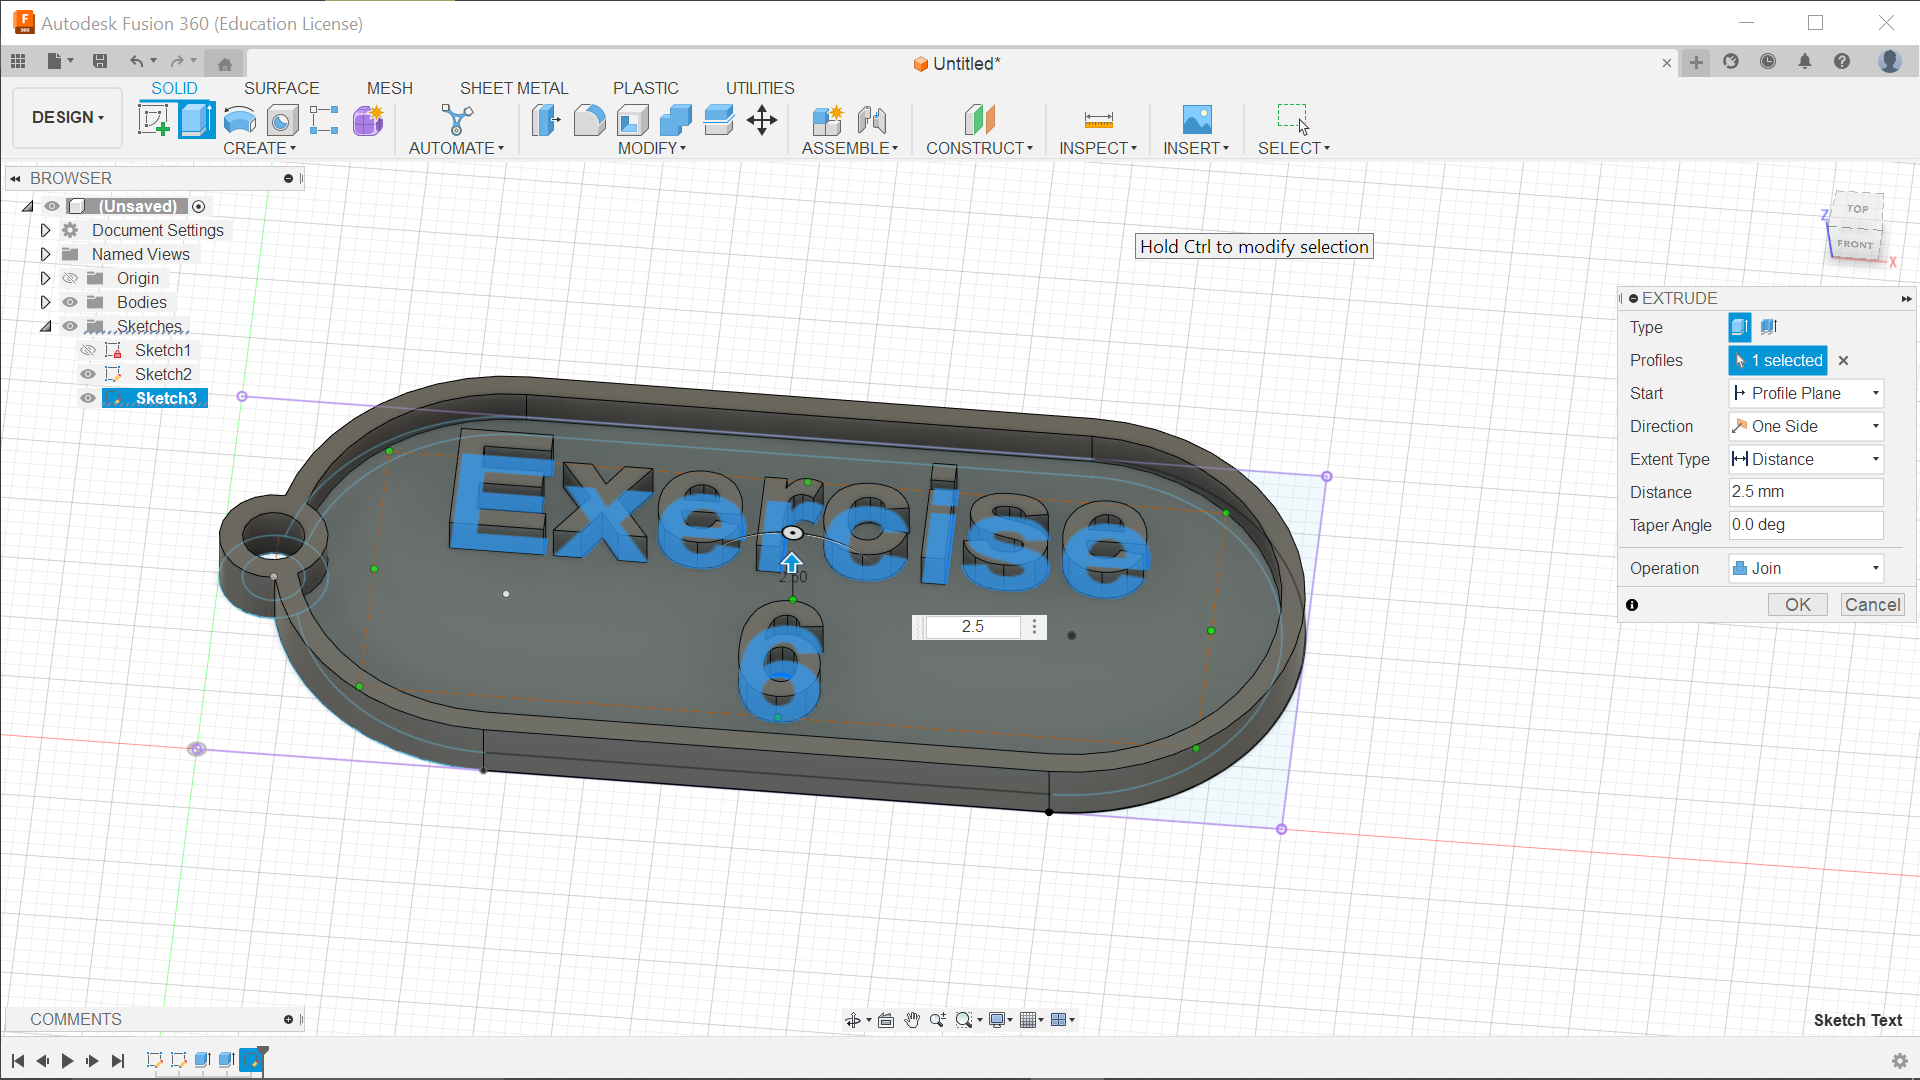 Autodesk Fusion 360 (Education License)
Untitled*
SOLID SURFACE MESH SHEET METAL PLASTIC UTILITIES
DESIGN
CREATE AUTOMATE MODIFY ASSEMBLE CONSTRUCT INSPECT INSERT SELECT
BROWSER
(Unsaved)
Document Settings
Named Views
Origin
Bodies
Sketches
Sketch1
Sketch2
Sketch3
Hold Ctrl to modify selection
TOP
FRONT
Z
X
Exercise
6
2.50
2.5
EXTRUDE
Type
Profiles 1 selected
Start Profile Plane
Direction One Side
Extent Type Distance
Distance 2.5 mm
Taper Angle 0.0 deg
Operation Join
OK Cancel
COMMENTS
Sketch Text